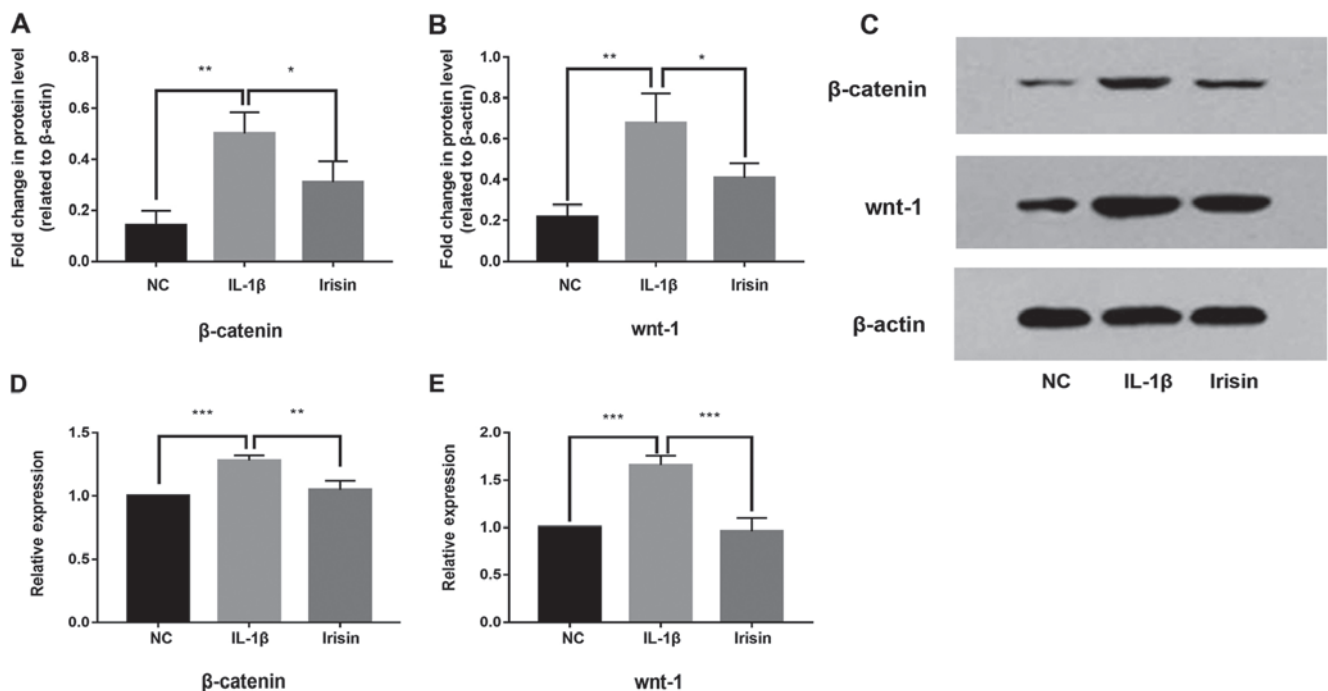 A
Fold change in protein level
(related to β-actin)
0.8
0.6
0.4
0.2
0.0
**
*
NC IL-1β Irisin
β-catenin
B
Fold change in protein level
(related to β-actin)
1.0
0.8
0.6
0.4
0.2
0.0
**
*
NC IL-1β Irisin
wnt-1
C
β-catenin
wnt-1
β-actin
NC IL-1β Irisin
D
Relative expression
1.5
1.0
0.5
0.0
***
**
NC IL-1β Irisin
β-catenin
E
Relative expression
2.0
1.5
1.0
0.5
0.0
***
***
NC IL-1β Irisin
wnt-1